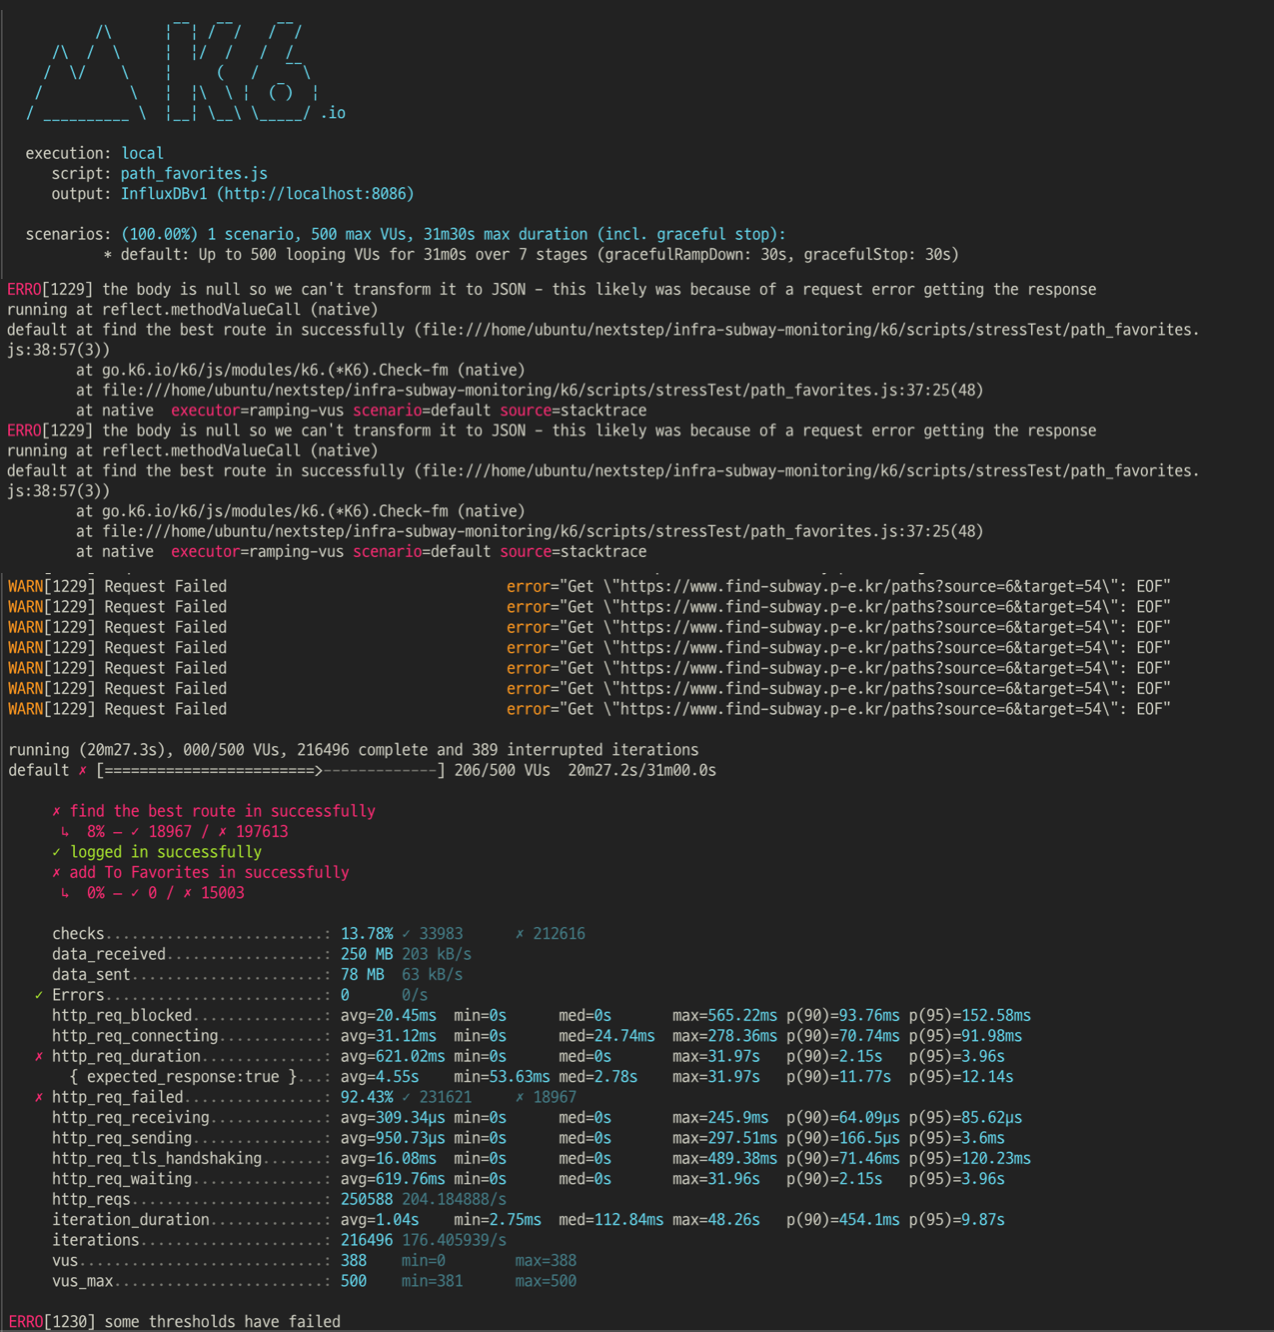 /\      |‾‾| /‾‾/   /‾‾/
     /\  /  \     |  |/  /   /  /
    /  \/    \    |     (   /   ‾‾\
   /          \   |  |\  \ |  (‾)  |
  / __________ \  |__| \__\ \_____/ .io
execution: local
script: path_favorites.js
output: InfluxDBv1 (http://localhost:8086)
scenarios: (100.00%) 1 scenario, 500 max VUs, 31m30s max duration (incl. graceful stop):
* default: Up to 500 looping VUs for 31m0s over 7 stages (gracefulRampDown: 30s, gracefulStop: 30s)
ERRO[1229] the body is null so we can't transform it to JSON - this likely was because of a request error getting the response
running at reflect.methodValueCall (native)
default at find the best route in successfully (file:///home/ubuntu/nextstep/infra-subway-monitoring/k6/scripts/stressTest/path_favorites.
js:38:57(3))
at go.k6.io/k6/js/modules/k6.(*K6).Check-fm (native)
at file:///home/ubuntu/nextstep/infra-subway-monitoring/k6/scripts/stressTest/path_favorites.js:37:25(48)
at native  executor=ramping-vus scenario=default source=stacktrace
ERRO[1229] the body is null so we can't transform it to JSON - this likely was because of a request error getting the response
running at reflect.methodValueCall (native)
default at find the best route in successfully (file:///home/ubuntu/nextstep/infra-subway-monitoring/k6/scripts/stressTest/path_favorites.
js:38:57(3))
at go.k6.io/k6/js/modules/k6.(*K6).Check-fm (native)
at file:///home/ubuntu/nextstep/infra-subway-monitoring/k6/scripts/stressTest/path_favorites.js:37:25(48)
at native  executor=ramping-vus scenario=default source=stacktrace
WARN[1229] Request Failed error="Get \"https://www.find-subway.p-e.kr/paths?source=6&target=54\": EOF"
WARN[1229] Request Failed error="Get \"https://www.find-subway.p-e.kr/paths?source=6&target=54\": EOF"
WARN[1229] Request Failed error="Get \"https://www.find-subway.p-e.kr/paths?source=6&target=54\": EOF"
WARN[1229] Request Failed error="Get \"https://www.find-subway.p-e.kr/paths?source=6&target=54\": EOF"
WARN[1229] Request Failed error="Get \"https://www.find-subway.p-e.kr/paths?source=6&target=54\": EOF"
WARN[1229] Request Failed error="Get \"https://www.find-subway.p-e.kr/paths?source=6&target=54\": EOF"
WARN[1229] Request Failed error="Get \"https://www.find-subway.p-e.kr/paths?source=6&target=54\": EOF"
running (20m27.3s), 000/500 VUs, 216496 complete and 389 interrupted iterations
default ✗ [========================>-------------] 206/500 VUs  20m27.2s/31m00.0s
✗ find the best route in successfully
↳  8% — ✓ 18967 / ✗ 197613
✓ logged in successfully
✗ add To Favorites in successfully
↳  0% — ✓ 0 / ✗ 15003
checks.........................: 13.78% ✓ 33983 ✗ 212616
data_received..................: 250 MB 203 kB/s
data_sent......................: 78 MB 63 kB/s
✓ Errors.........................: 0 0/s
http_req_blocked...............: avg=20.45ms min=0s med=0s max=565.22ms p(90)=93.76ms p(95)=152.58ms
http_req_connecting............: avg=31.12ms min=0s med=24.74ms max=278.36ms p(90)=70.74ms p(95)=91.98ms
✗ http_req_duration..............: avg=621.02ms min=0s med=0s max=31.97s p(90)=2.15s p(95)=3.96s
{ expected_response:true }...: avg=4.55s min=53.63ms med=2.78s max=31.97s p(90)=11.77s p(95)=12.14s
✗ http_req_failed................: 92.43% ✓ 231621 ✗ 18967
http_req_receiving.............: avg=309.34µs min=0s med=0s max=245.9ms p(90)=64.09µs p(95)=85.62µs
http_req_sending...............: avg=950.73µs min=0s med=0s max=297.51ms p(90)=166.5µs p(95)=3.6ms
http_req_tls_handshaking.......: avg=16.08ms min=0s med=0s max=489.38ms p(90)=71.46ms p(95)=120.23ms
http_req_waiting...............: avg=619.76ms min=0s med=0s max=31.96s p(90)=2.15s p(95)=3.96s
http_reqs......................: 250588 204.184888/s
iteration_duration.............: avg=1.04s min=2.75ms med=112.84ms max=48.26s p(90)=454.1ms p(95)=9.87s
iterations.....................: 216496 176.405939/s
vus............................: 388 min=0 max=388
vus_max........................: 500 min=381 max=500
ERRO[1230] some thresholds have failed